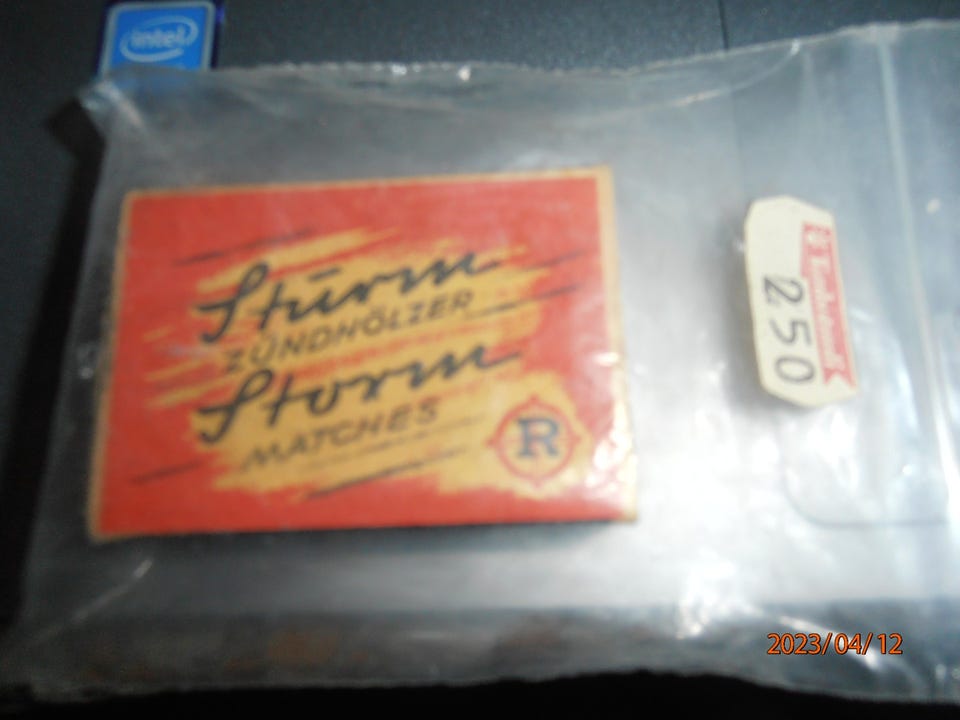 intel
Sturm
ZÜNDHÖLZER
Storm
MATCHES
R
250
2023/04/12